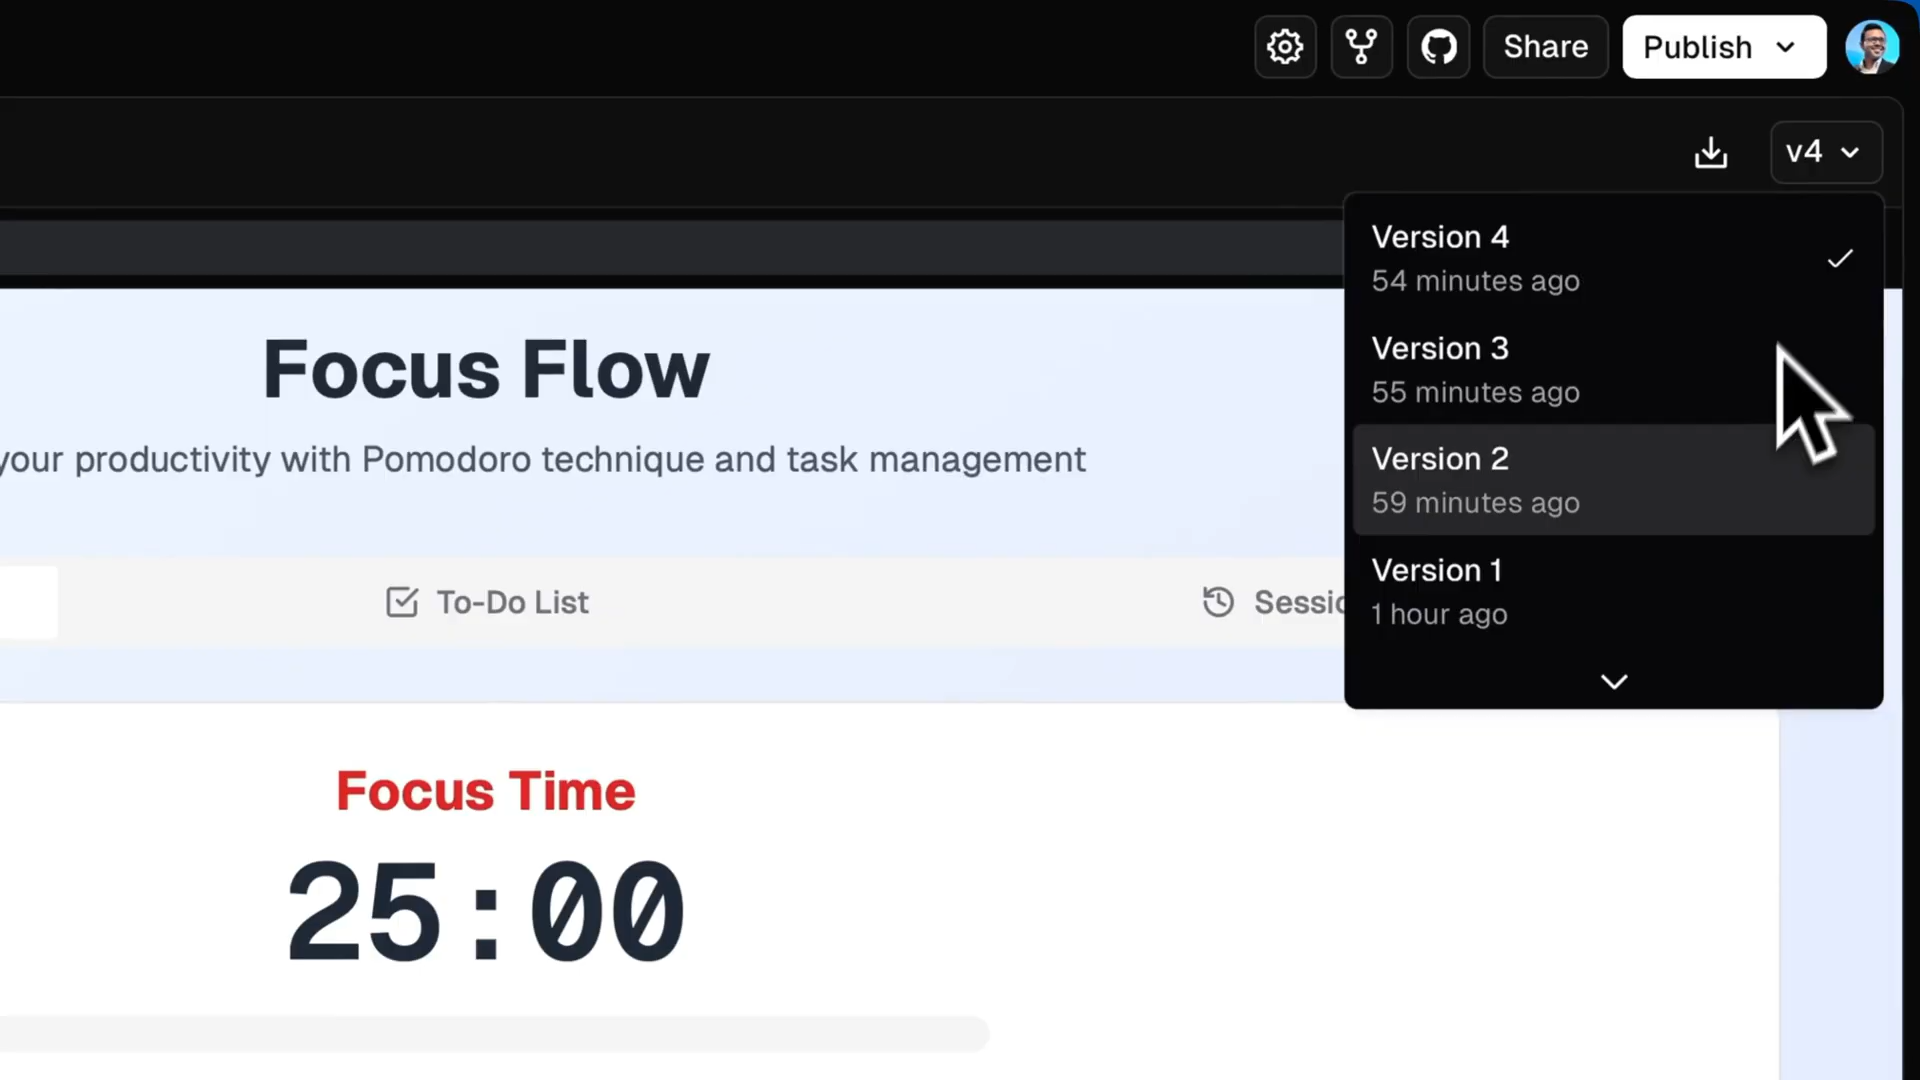 Share
Publish
v4
Version 4
54 minutes ago
Version 3
55 minutes ago
Version 2
59 minutes ago
Version 1
1 hour ago
Focus Flow
your productivity with Pomodoro technique and task management
To-Do List
Sessio
Focus Time
25:00